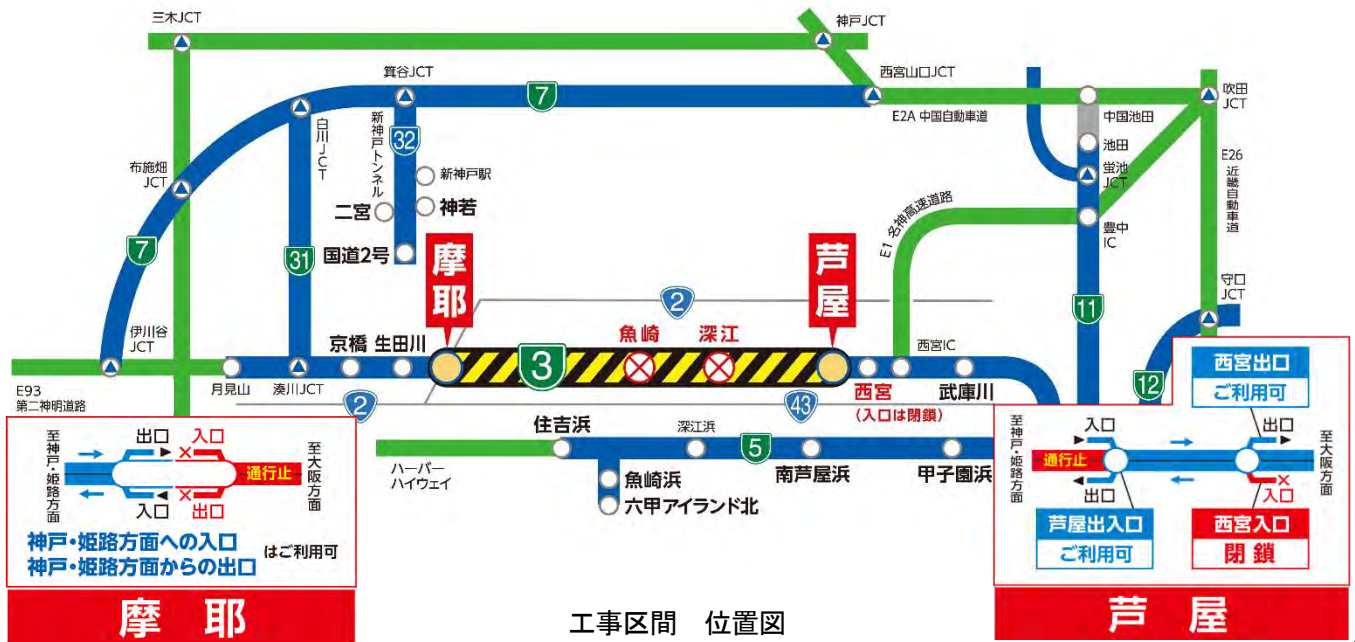 三木JCT
神戸JCT
箕谷JCT
西宮山口JCT
7
E2A 中国自動車道
中国池田
吹田
JCT
白川JCT
新神戸トンネル
32
池田
新神戸駅
蛍池
JCT
E26 近畿自動車道
布施畑
JCT
二宮
神若
E1 名神高速道路
豊中
IC
7
31
国道2号
摩耶
芦屋
2
11
守口
JCT
伊川谷
JCT
京橋
生田川
魚崎
深江
西宮IC
3
E93
第二神明道路
月見山
湊川JCT
2
43
西宮
(入口は閉鎖)
武庫川
12
住吉浜
深江浜
5
ハーバー
ハイウェイ
魚崎浜
南芦屋浜
甲子園浜
六甲アイランド北
至神戸・姫路方面
出口
入口
通行止
至大阪方面
入口
出口
神戸・姫路方面への入口
神戸・姫路方面からの出口
はご利用可
摩耶
西宮出口
ご利用可
至神戸・姫路方面
入口
出口
通行止
至大阪方面
出口
入口
芦屋出入口
ご利用可
西宮入口
閉鎖
芦屋
工事区間 位置図